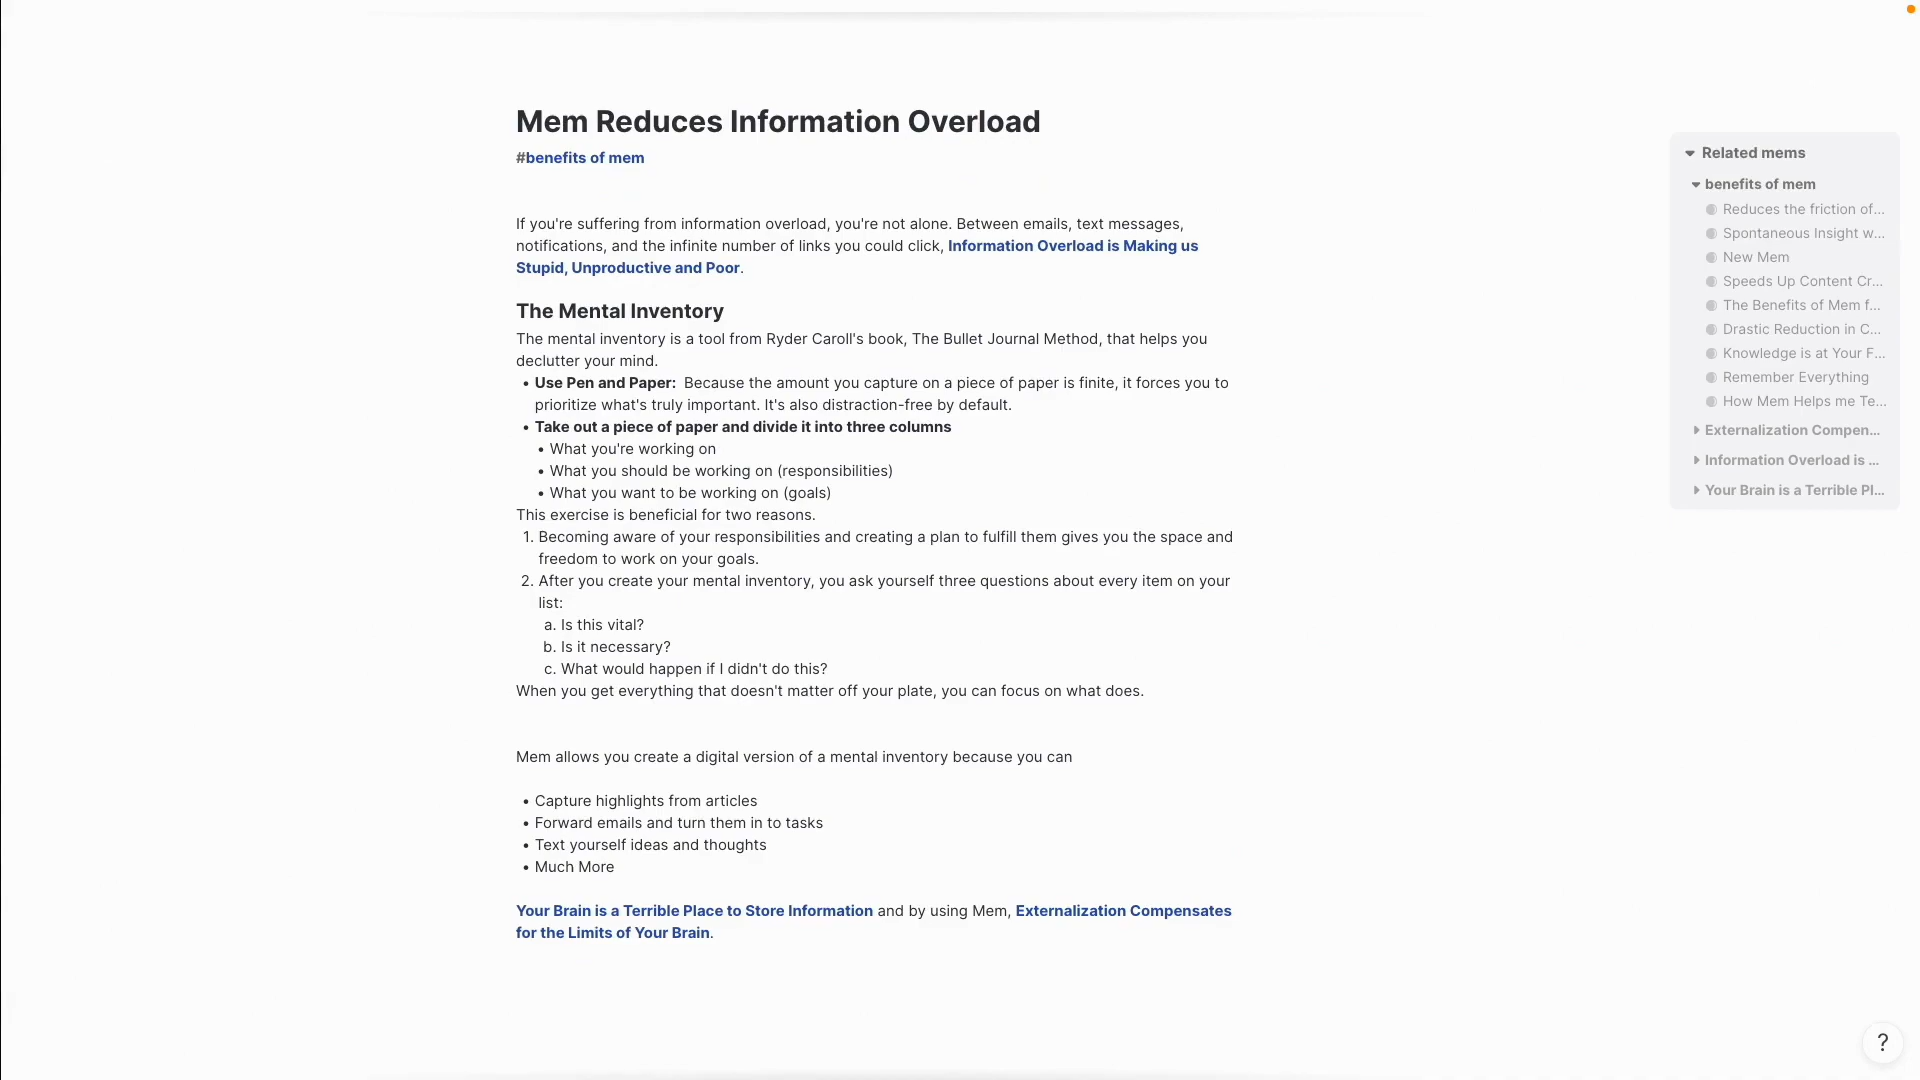 Mem Reduces Information Overload
#benefits of mem
If you're suffering from information overload, you're not alone. Between emails, text messages,
notifications, and the infinite number of links you could click, Information Overload is Making us
Stupid, Unproductive and Poor.
The Mental Inventory
The mental inventory is a tool from Ryder Caroll's book, The Bullet Journal Method, that helps you
declutter your mind.
• Use Pen and Paper: Because the amount you capture on a piece of paper is finite, it forces you to
prioritize what's truly important. It's also distraction-free by default.
• Take out a piece of paper and divide it into three columns
• What you're working on
• What you should be working on (responsibilities)
• What you want to be working on (goals)
This exercise is beneficial for two reasons.
1. Becoming aware of your responsibilities and creating a plan to fulfill them gives you the space and
freedom to work on your goals.
2. After you create your mental inventory, you ask yourself three questions about every item on your
list:
a. Is this vital?
b. Is it necessary?
c. What would happen if I didn't do this?
When you get everything that doesn't matter off your plate, you can focus on what does.
Mem allows you create a digital version of a mental inventory because you can
• Capture highlights from articles
• Forward emails and turn them in to tasks
• Text yourself ideas and thoughts
• Much More
Your Brain is a Terrible Place to Store Information and by using Mem, Externalization Compensates
for the Limits of Your Brain.
Related mems
benefits of mem
Reduces the friction of...
Spontaneous Insight w...
New Mem
Speeds Up Content Cr...
The Benefits of Mem f...
Drastic Reduction in C...
Knowledge is at Your F...
Remember Everything
How Mem Helps me Te...
Externalization Compen...
Information Overload is ...
Your Brain is a Terrible Pl...
?